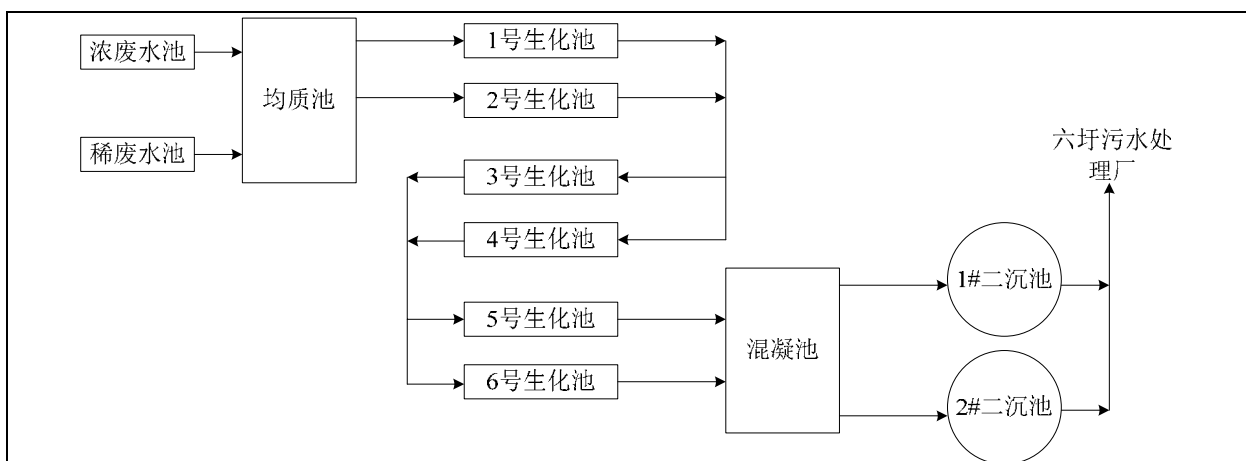 浓废水池
稀废水池
均质池
1号生化池
2号生化池
3号生化池
4号生化池
5号生化池
6号生化池
混凝池
1#二沉池
2#二沉池
六圩污水处
理厂